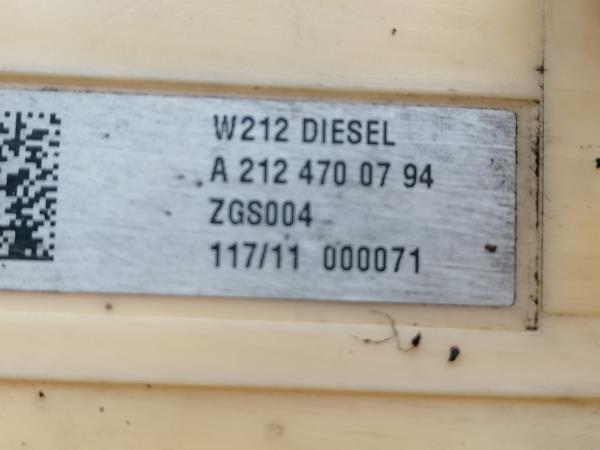 W212 DIESEL
A 212 470 07 94
ZGS004
117/11 000071